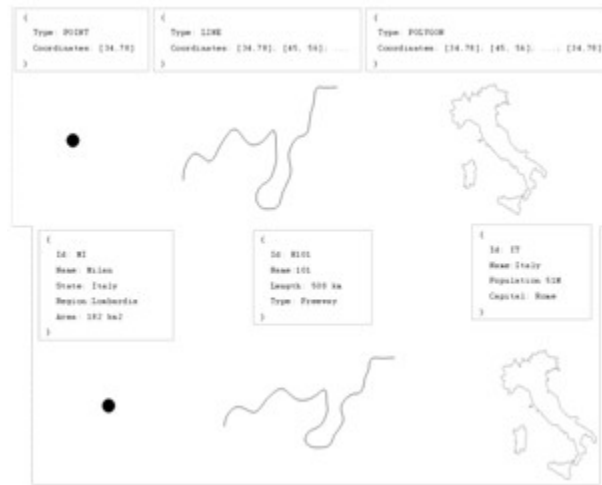 {
Type: POINT
Coordinates: [34.78]
}
{
Type: LINE
Coordinates: [34.78], [45, 56], ...
}
{
Type: POLYGON
Coordinates: [34.78], [45, 56], ..., [34.78]
}
{
Id: MI
Name: Milan
State: Italy
Region Lombardia
Area: 182 km2
}
{
Id: M101
Name 101
Length: 500 km
Type: Freeway
}
{
Id: IT
Name: Italy
Population 51M
Capital: Rome
}